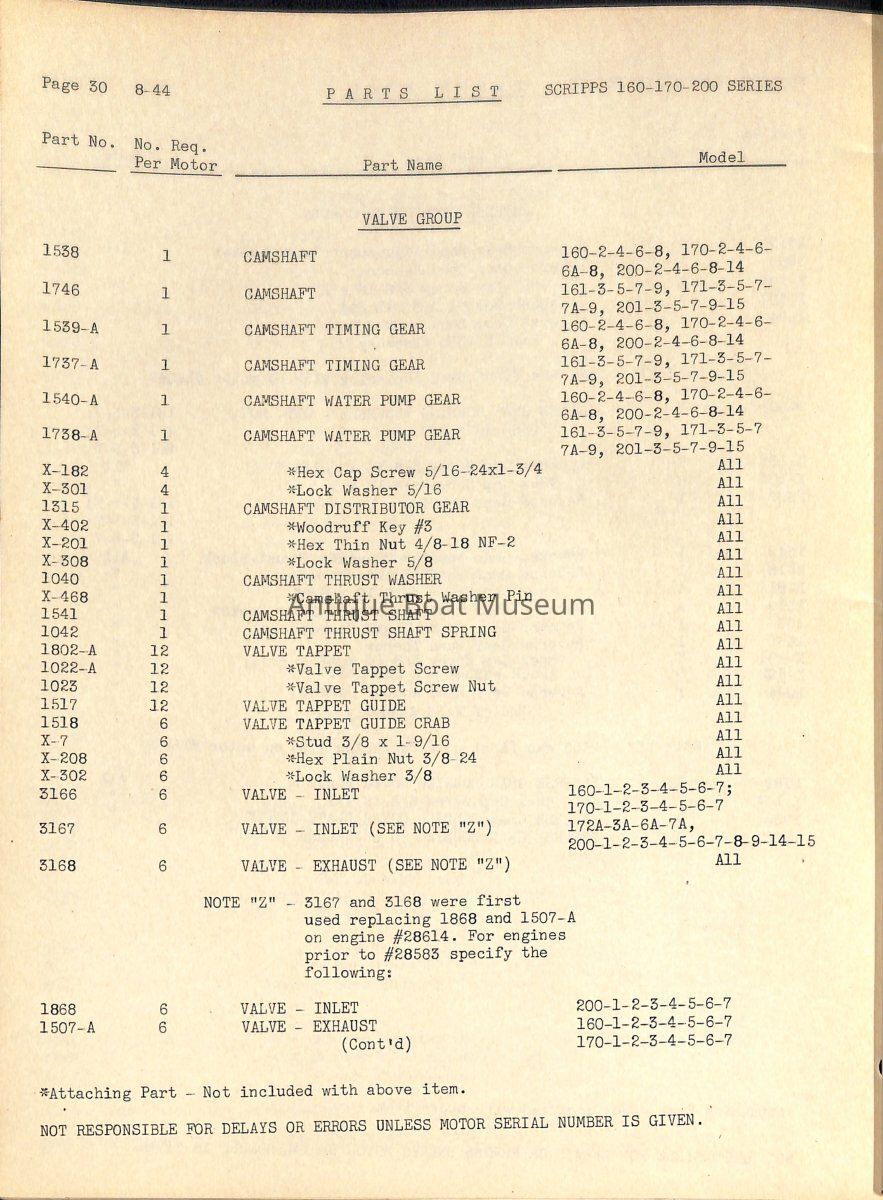 Page 30 8-44 PARTS LIST SCRIPPS 160-170-200 SERIES
Part No. No. Req. Per Motor Part Name Model
VALVE GROUP
1538 1 CAMSHAFT 160-2-4-6-8, 170-2-4-6-
6A-8, 200-2-4-6-8-14
1746 1 CAMSHAFT 161-3-5-7-9, 171-3-5-7-
7A-9, 201-3-5-7-9-15
1539-A 1 CAMSHAFT TIMING GEAR 160-2-4-6-8, 170-2-4-6-
6A-8, 200-2-4-6-8-14
1737-A 1 CAMSHAFT TIMING GEAR 161-3-5-7-9, 171-3-5-7-
7A-9, 201-3-5-7-9-15
1540-A 1 CAMSHAFT WATER PUMP GEAR 160-2-4-6-8, 170-2-4-6-
6A-8, 200-2-4-6-8-14
1738-A 1 CAMSHAFT WATER PUMP GEAR 161-3-5-7-9, 171-3-5-7
7A-9, 201-3-5-7-9-15
X-182 4 *Hex Cap Screw 5/16-24x1-3/4 All
X-301 4 *Lock Washer 5/16 All
1315 1 CAMSHAFT DISTRIBUTOR GEAR All
X-402 1 *Woodruff Key #3 All
X-201 1 *Hex Thin Nut 4/8-18 NF-2 All
X-308 1 *Lock Washer 5/8 All
1040 1 CAMSHAFT THRUST WASHER All
X-468 1 *Camshaft Thrust Washer Pin All
Antique Boat Museum
1541 1 CAMSHAFT THRUST SHAFT All
1042 1 CAMSHAFT THRUST SHAFT SPRING All
1802-A 12 VALVE TAPPET All
1022-A 12 *Valve Tappet Screw All
1023 12 *Valve Tappet Screw Nut All
1517 12 VALVE TAPPET GUIDE All
1518 6 VALVE TAPPET GUIDE CRAB All
X-7 6 *Stud 3/8 x 1-9/16 All
X-208 6 *Hex Plain Nut 3/8-24 All
X-302 6 *Lock Washer 3/8 All
3166 6 VALVE - INLET 160-1-2-3-4-5-6-7;
170-1-2-3-4-5-6-7
3167 6 VALVE - INLET (SEE NOTE "Z") 172A-3A-6A-7A,
200-1-2-3-4-5-6-7-8-9-14-15
3168 6 VALVE - EXHAUST (SEE NOTE "Z") All
NOTE "Z" - 3167 and 3168 were first
used replacing 1868 and 1507-A
on engine #28614. For engines
prior to #28583 specify the
following:
1868 6 VALVE - INLET 200-1-2-3-4-5-6-7
1507-A 6 VALVE - EXHAUST 160-1-2-3-4-5-6-7
(Cont'd) 170-1-2-3-4-5-6-7
*Attaching Part - Not included with above item.
NOT RESPONSIBLE FOR DELAYS OR ERRORS UNLESS MOTOR SERIAL NUMBER IS GIVEN.